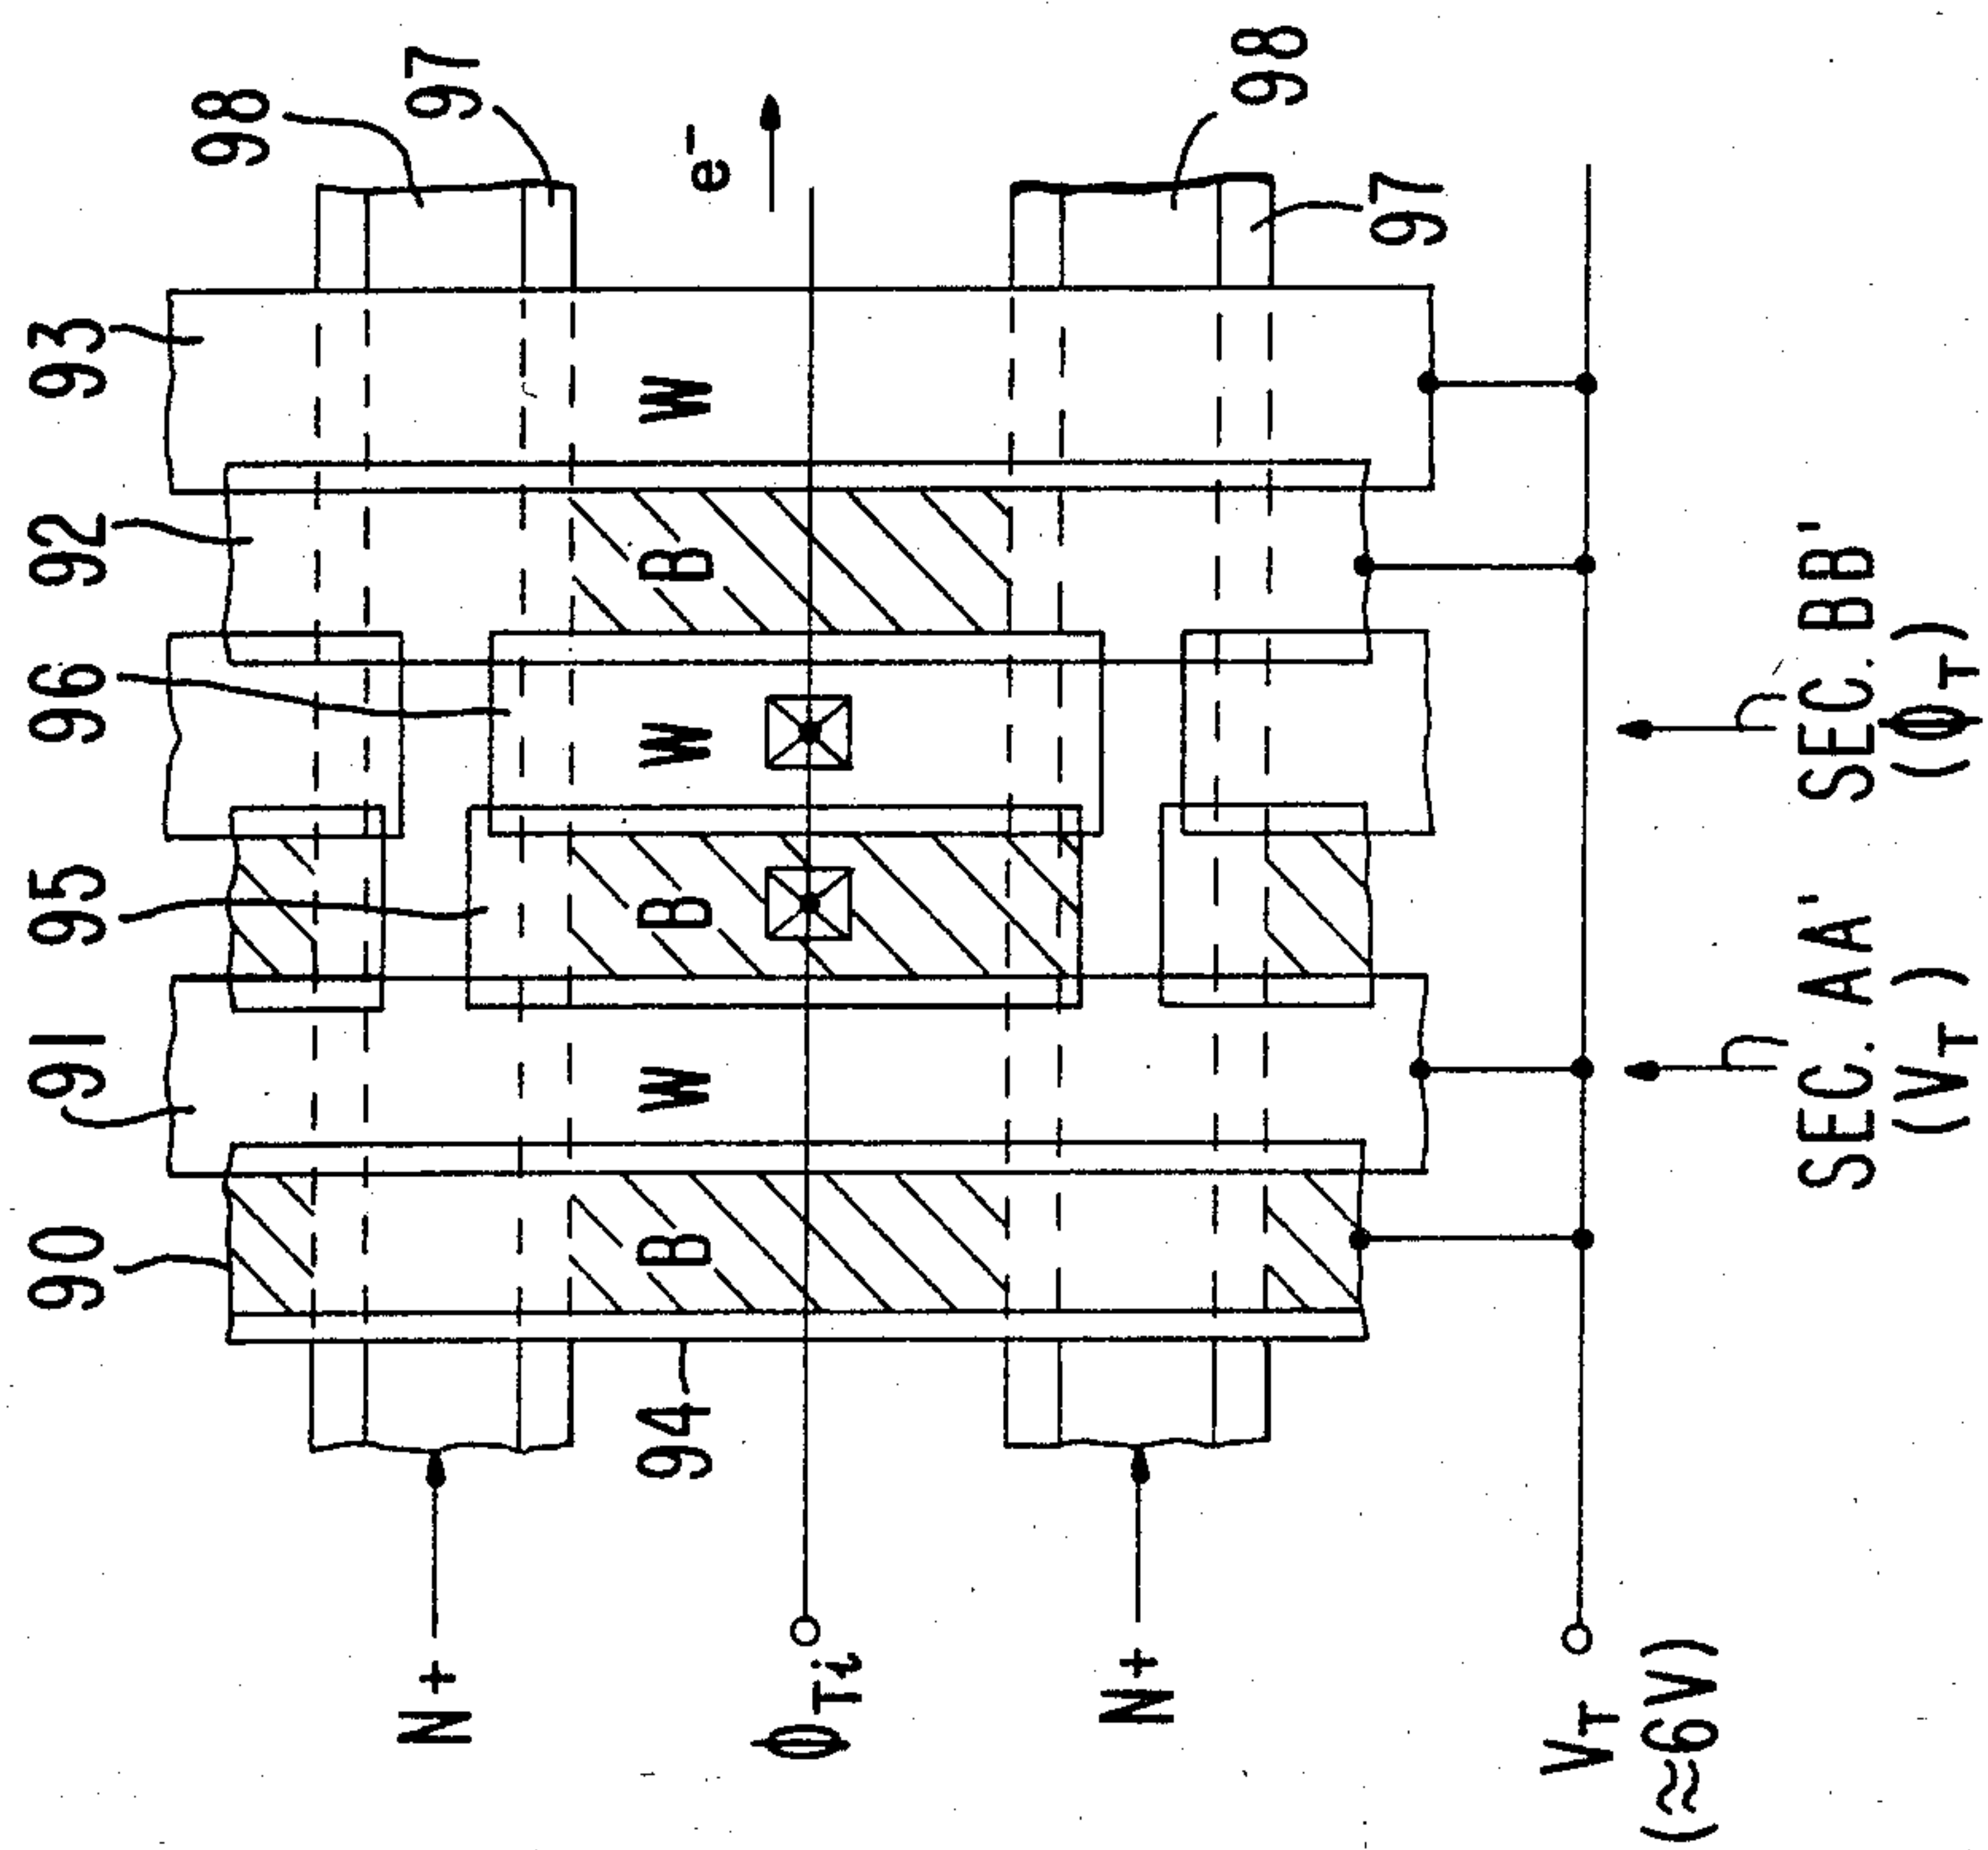 98
97
e⁻
98
97
93
92
96
95
91
90
94
W
B
W
B
W
B
N+
ϕTi
N+
VT
(≈6V)
SEC. BB'
(ϕT)
SEC. AA'
(VT)